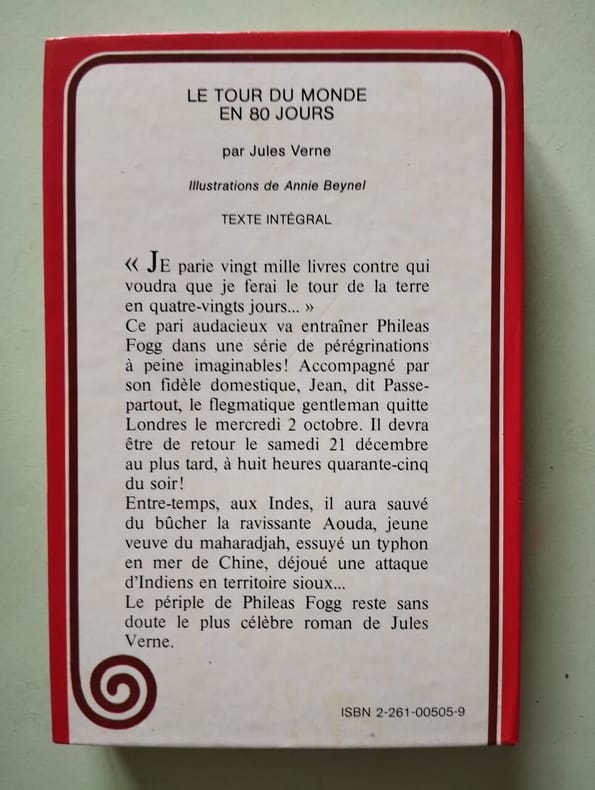 LE TOUR DU MONDE
EN 80 JOURS
par Jules Verne
Illustrations de Annie Beynel
TEXTE INTÉGRAL
« JE parie vingt mille livres contre qui
voudra que je ferai le tour de la terre
en quatre-vingts jours... »
Ce pari audacieux va entraîner Phileas
Fogg dans une série de pérégrinations
à peine imaginables! Accompagné par
son fidèle domestique, Jean, dit Passe-
partout, le flegmatique gentleman quitte
Londres le mercredi 2 octobre. Il devra
être de retour le samedi 21 décembre
au plus tard, à huit heures quarante-cinq
du soir!
Entre-temps, aux Indes, il aura sauvé
du bûcher la ravissante Aouda, jeune
veuve du maharadjah, essuyé un typhon
en mer de Chine, déjoué une attaque
d'Indiens en territoire sioux...
Le périple de Phileas Fogg reste sans
doute le plus célèbre roman de Jules
Verne.
ISBN 2-261-00505-9